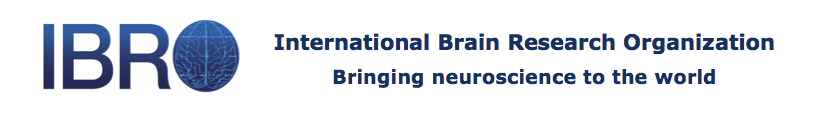 IBRO
International Brain Research Organization
Bringing neuroscience to the world